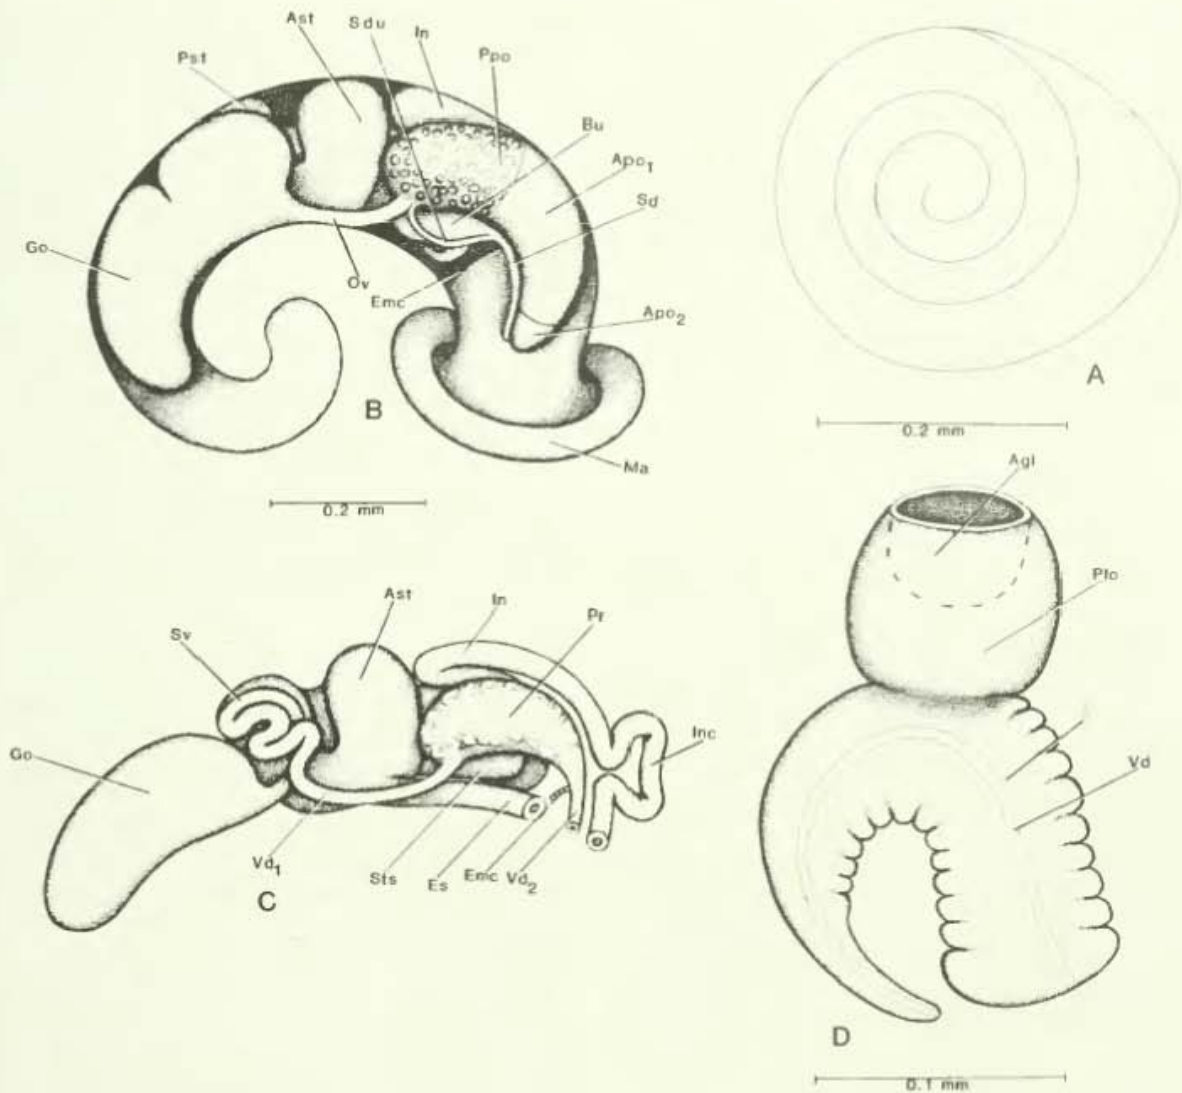 Ast
Sdu
In
Pst
Ppo
Bu
Apo1
Sd
Go
Ov
Emc
Apo2
B
Ma
0.2 mm
A
0.2 mm
Ast
In
Pr
Sv
Inc
Go
Vd1
Sts
Es
Emc
Vd2
C
Agl
Plo
Vd
D
0.1 mm